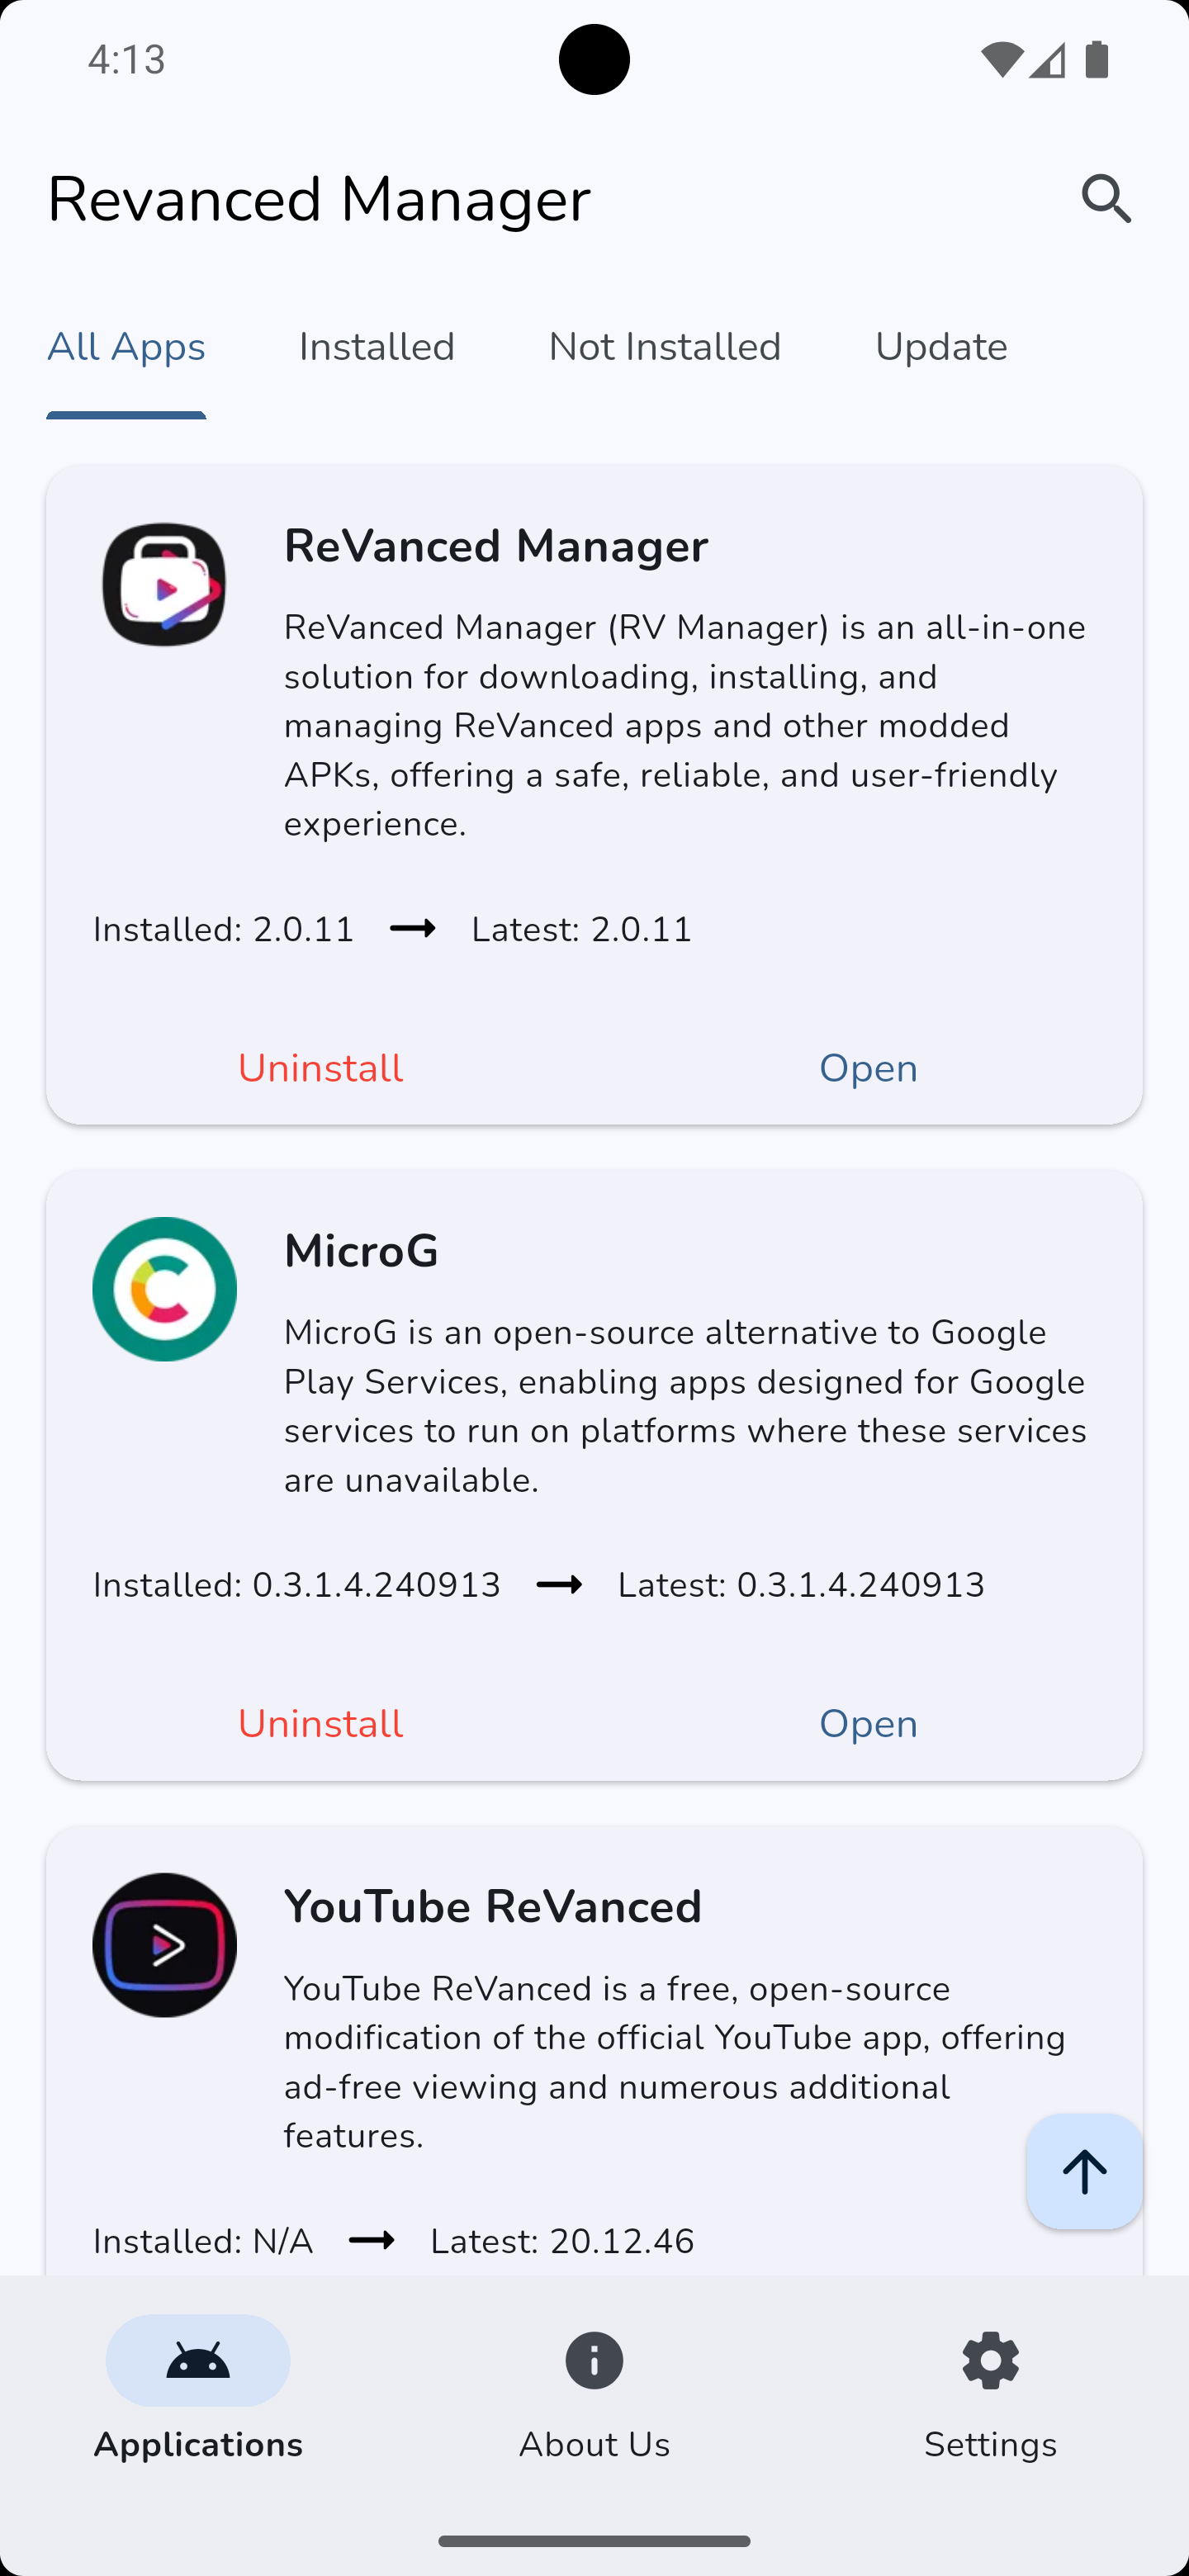 4:13
Revanced Manager
All Apps Installed Not Installed Update
ReVanced Manager
ReVanced Manager (RV Manager) is an all-in-one
solution for downloading, installing, and
managing ReVanced apps and other modded
APKs, offering a safe, reliable, and user-friendly
experience.
Installed: 2.0.11 → Latest: 2.0.11
Uninstall Open
MicroG
MicroG is an open-source alternative to Google
Play Services, enabling apps designed for Google
services to run on platforms where these services
are unavailable.
Installed: 0.3.1.4.240913 → Latest: 0.3.1.4.240913
Uninstall Open
YouTube ReVanced
YouTube ReVanced is a free, open-source
modification of the official YouTube app, offering
ad-free viewing and numerous additional
features.
Installed: N/A → Latest: 20.12.46
Applications About Us Settings